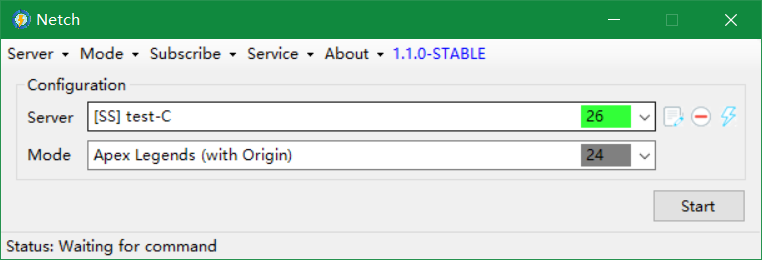 Netch
Server Mode Subscribe Service About 1.1.0-STABLE
Configuration
Server [SS] test-C 26
Mode Apex Legends (with Origin) 24
Start
Status: Waiting for command